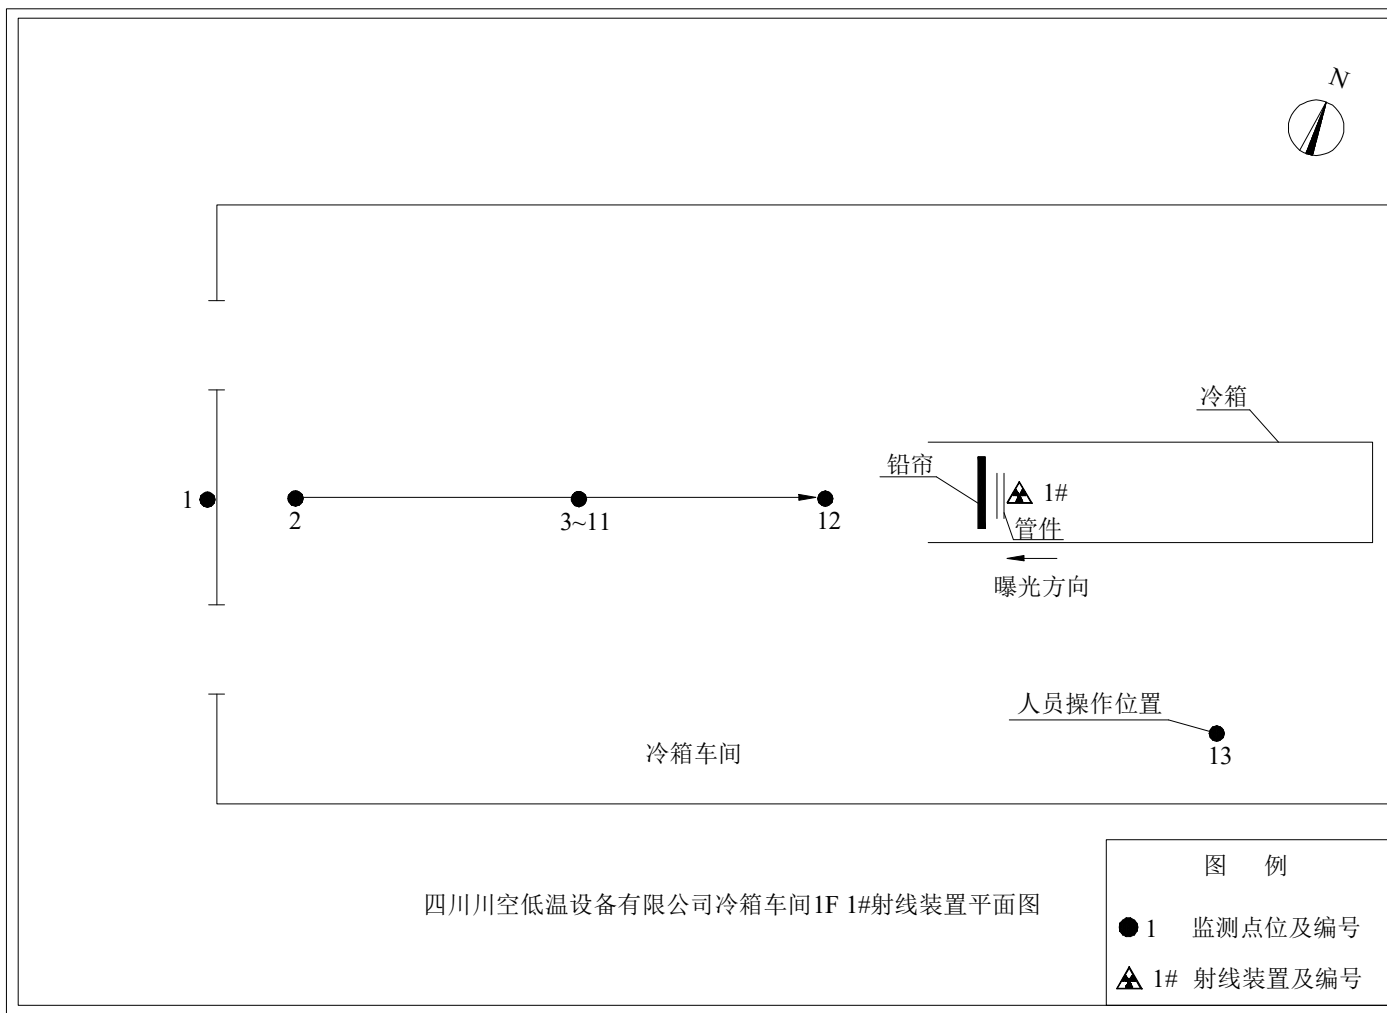 N
冷箱
铅帘
1#
1
2
3~11
12
管件
曝光方向
人员操作位置
13
冷箱车间
四川川空低温设备有限公司冷箱车间1F 1#射线装置平面图
图 例
1 监测点位及编号
1# 射线装置及编号